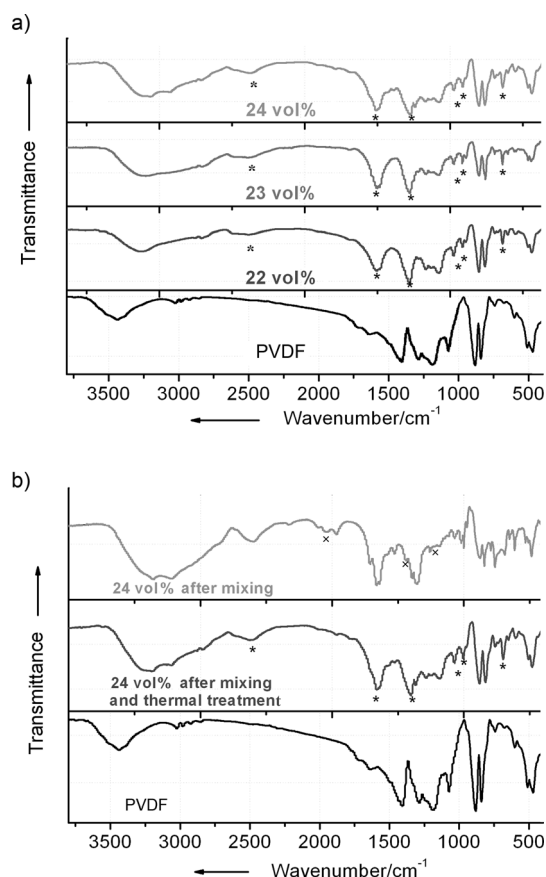 a)
Transmittance
*
*
*
*
*
*
24 vol%
*
*
*
*
*
*
23 vol%
*
*
*
*
*
*
22 vol%
PVDF
3500 3000 2500 2000 1500 1000 500
Wavenumber/cm-1
b)
Transmittance
×
×
×
24 vol% after mixing
*
*
*
*
*
*
24 vol% after mixing
and thermal treatment
PVDF
3500 3000 2500 2000 1500 1000 500
Wavenumber/cm-1